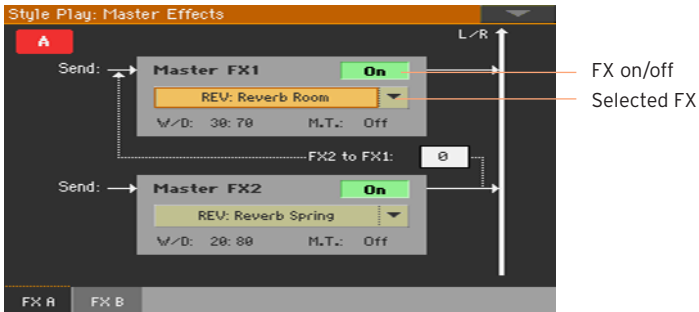 Style Play: Master Effects
A
L/R
Send:
Master FX1
On
FX on/off
REV: Reverb Room
Selected FX
W/D: 30:70 M.T.: Off
FX2 to FX1: 0
Send:
Master FX2
On
REV: Reverb Spring
W/D: 20:80 M.T.: Off
FX A
FX B